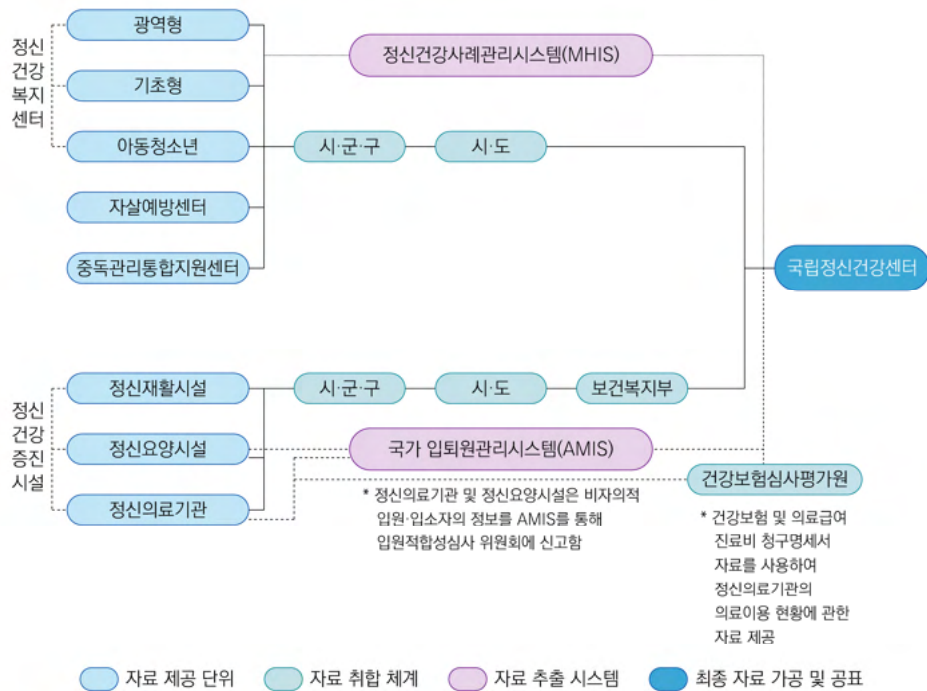 정신
건강
복지
센터
광역형
기초형
아동청소년
자살예방센터
중독관리통합지원센터
정신건강사례관리시스템(MHIS)
시·군·구
시·도
국립정신건강센터
정신
건강
증진
시설
정신재활시설
정신요양시설
정신의료기관
시·군·구
시·도
보건복지부
국가 입퇴원관리시스템(AMIS)
* 정신의료기관 및 정신요양시설은 비자의적
입원·입소자의 정보를 AMIS를 통해
입원적합성심사 위원회에 신고함
건강보험심사평가원
* 건강보험 및 의료급여
진료비 청구명세서
자료를 사용하여
정신의료기관의
의료이용 현황에 관한
자료 제공
자료 제공 단위
자료 취합 체계
자료 추출 시스템
최종 자료 가공 및 공표